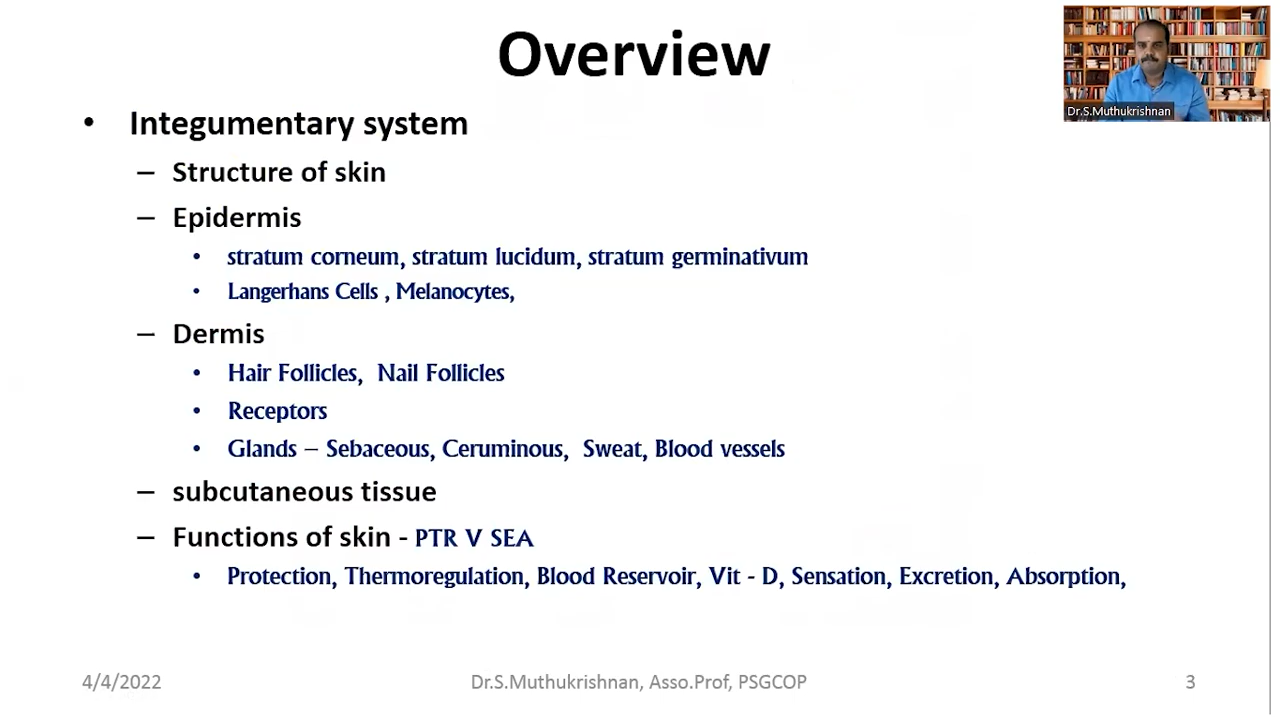 Overview
Dr.S.Muthukrishnan
• Integumentary system
– Structure of skin
– Epidermis
• stratum corneum, stratum lucidum, stratum germinativum
• Langerhans Cells , Melanocytes,
– Dermis
• Hair Follicles, Nail Follicles
• Receptors
• Glands – Sebaceous, Ceruminous, Sweat, Blood vessels
– subcutaneous tissue
– Functions of skin - PTR V SEA
• Protection, Thermoregulation, Blood Reservoir, Vit - D, Sensation, Excretion, Absorption,
4/4/2022
Dr.S.Muthukrishnan, Asso.Prof, PSGCOP
3